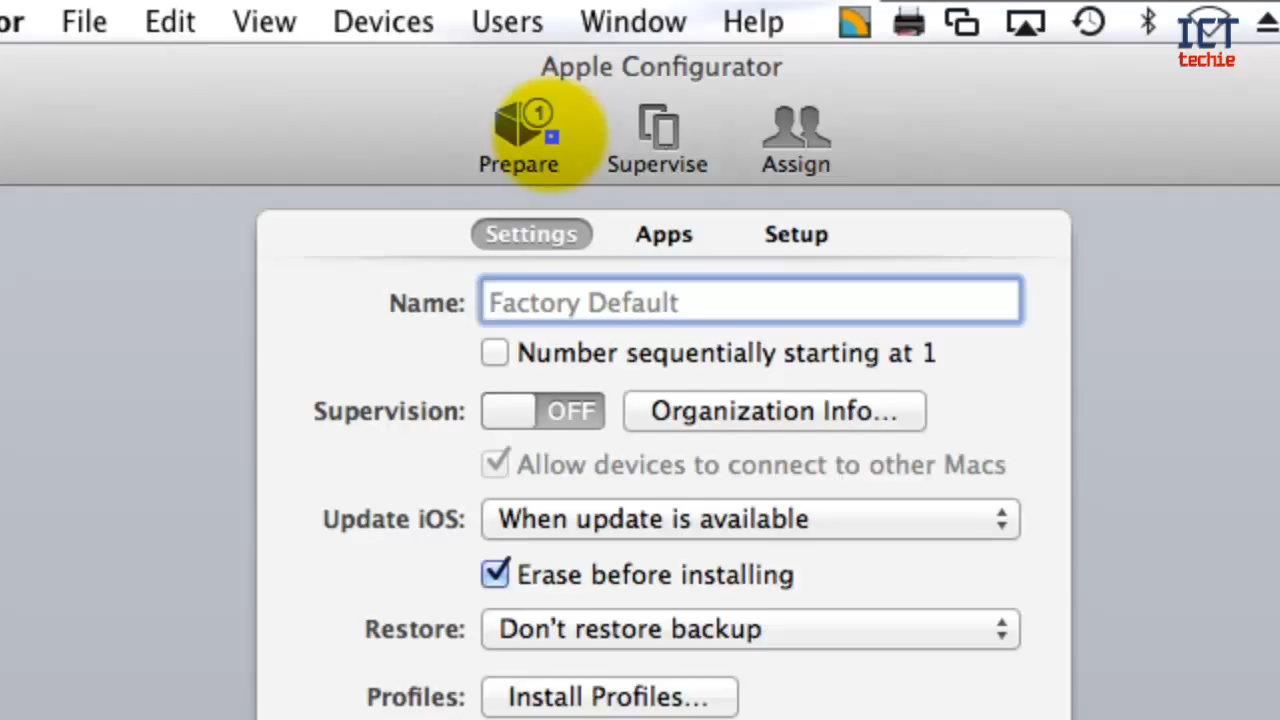 or File Edit View Devices Users Window Help
ICT
techie
Apple Configurator
1
Prepare Supervise Assign
Settings Apps Setup
Name: Factory Default
Number sequentially starting at 1
Supervision: OFF Organization Info...
Allow devices to connect to other Macs
Update iOS: When update is available
Erase before installing
Restore: Don't restore backup
Profiles: Install Profiles...